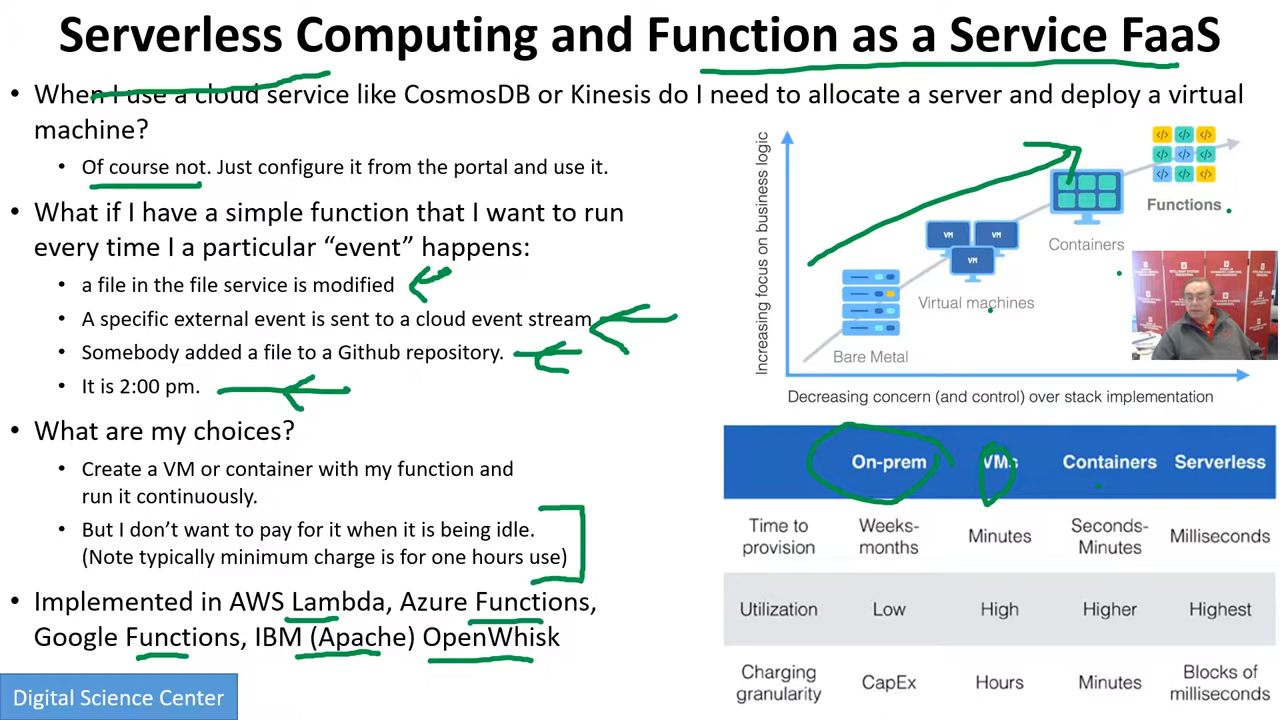 Serverless Computing and Function as a Service FaaS
• When I use a cloud service like CosmosDB or Kinesis do I need to allocate a server and deploy a virtual
machine?
• Of course not. Just configure it from the portal and use it.
• What if I have a simple function that I want to run
every time I a particular “event” happens:
• a file in the file service is modified
• A specific external event is sent to a cloud event stream
• Somebody added a file to a Github repository.
• It is 2:00 pm.
• What are my choices?
• Create a VM or container with my function and
run it continuously.
• But I don’t want to pay for it when it is being idle.
(Note typically minimum charge is for one hours use)
• Implemented in AWS Lambda, Azure Functions,
Google Functions, IBM (Apache) OpenWhisk
Digital Science Center
Increasing focus on business logic
</> </> </>
</> </> </>
</> </> </>
Functions
Containers
VM VM
VM
Virtual machines
Bare Metal
Decreasing concern (and control) over stack implementation
On-prem VMs Containers Serverless
Time to provision Weeks-months Minutes Seconds-Minutes Milliseconds
Utilization Low High Higher Highest
Charging granularity CapEx Hours Minutes Blocks of milliseconds